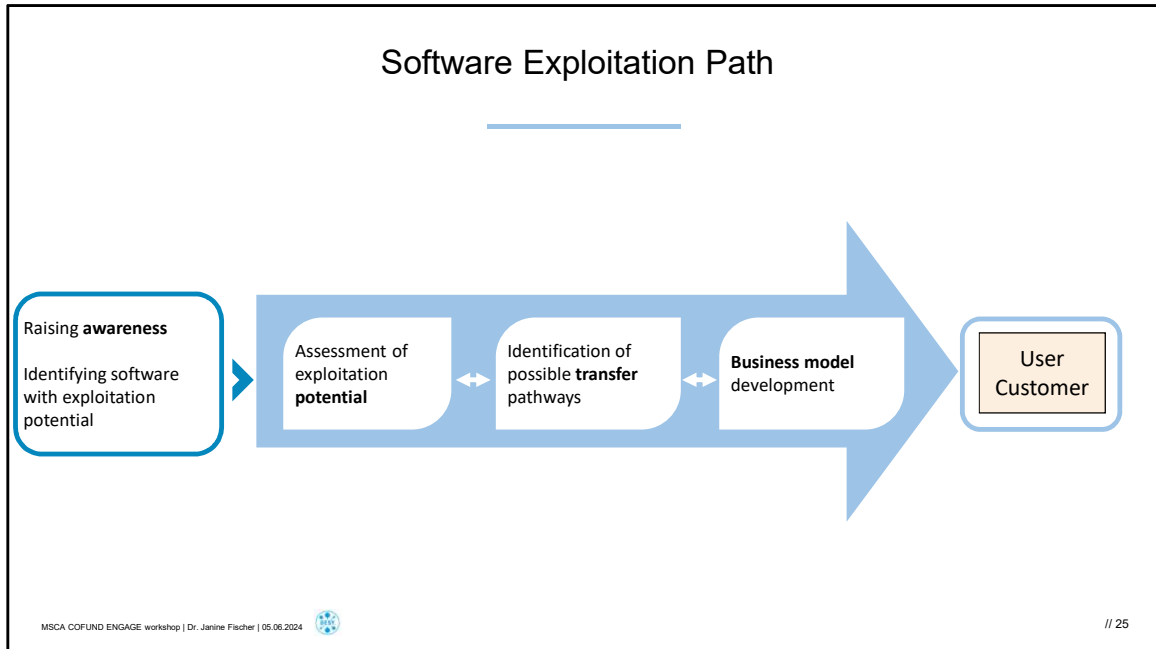 Software Exploitation Path
Raising awareness
Identifying software
with exploitation
potential
Assessment of
exploitation
potential
Identification of
possible transfer
pathways
Business model
development
User
Customer
MSCA COFUND ENGAGE workshop | Dr. Janine Fischer | 05.06.2024
// 25